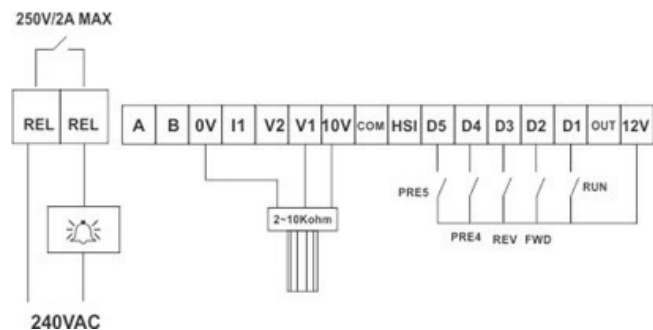 250V/2A MAX
REL REL A B 0V I1 V2 V1 10V COM HSI D5 D4 D3 D2 D1 OUT 12V
PRE5 RUN
2~10Kohm
PRE4 REV FWD
240VAC